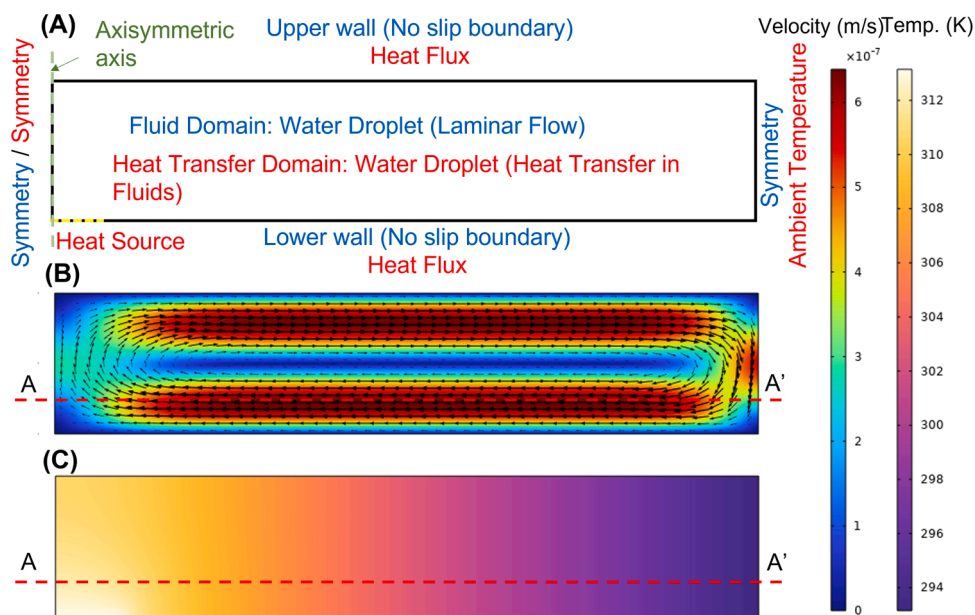 (A)
Axisymmetric
axis
Upper wall (No slip boundary)
Heat Flux
Symmetry / Symmetry
Fluid Domain: Water Droplet (Laminar Flow)
Heat Transfer Domain: Water Droplet (Heat Transfer in
Fluids)
Symmetry
Ambient Temperature
Heat Source
Lower wall (No slip boundary)
Heat Flux
Velocity (m/s)
×10⁻⁷
6
5
4
3
2
1
0
Temp. (K)
312
310
308
306
304
302
300
298
296
294
(B)
A
A’
(C)
A
A’